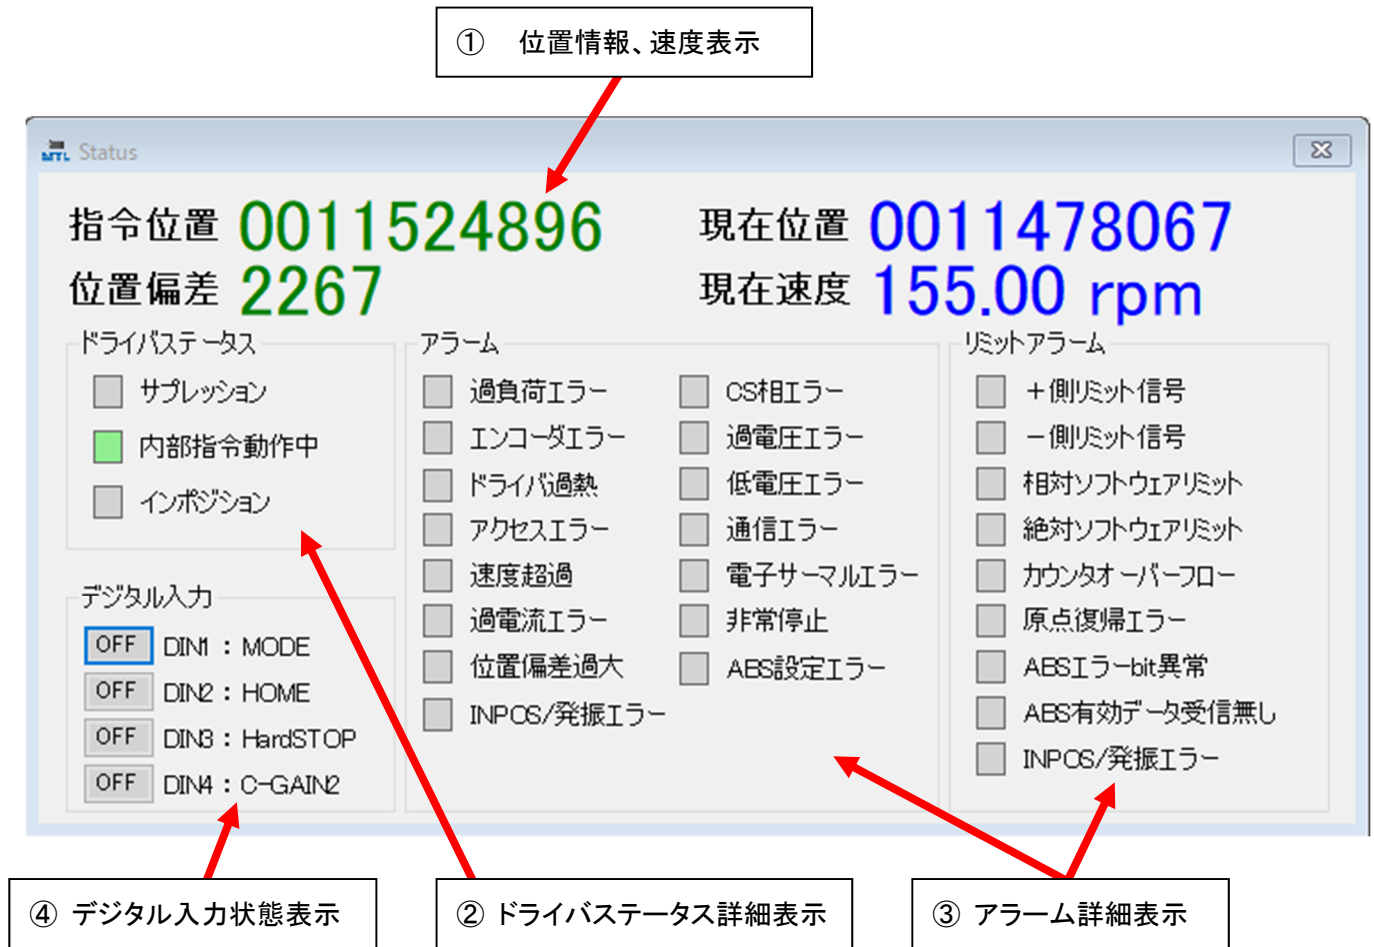 ① 位置情報、速度表示
MTL Status
指令位置 0011524896 現在位置 0011478067
位置偏差 2267 現在速度 155.00 rpm
ドライバステータス
サプレッション
内部指令動作中
インポジション
デジタル入力
OFF DIN1 : MODE
OFF DIN2 : HOME
OFF DIN3 : HardSTOP
OFF DIN4 : C-GAIN2
アラーム
過負荷エラー
エンコーダエラー
ドライバ過熱
アクセスエラー
速度超過
過電流エラー
位置偏差過大
INPOS/発振エラー
CS相エラー
過電圧エラー
低電圧エラー
通信エラー
電子サーマルエラー
非常停止
ABS設定エラー
リミットアラーム
+側リミット信号
-側リミット信号
相対ソフトウェアリミット
絶対ソフトウェアリミット
カウンタオーバーフロー
原点復帰エラー
ABSエラーbit異常
ABS有効データ受信無し
INPOS/発振エラー
④ デジタル入力状態表示
② ドライバステータス詳細表示
③ アラーム詳細表示